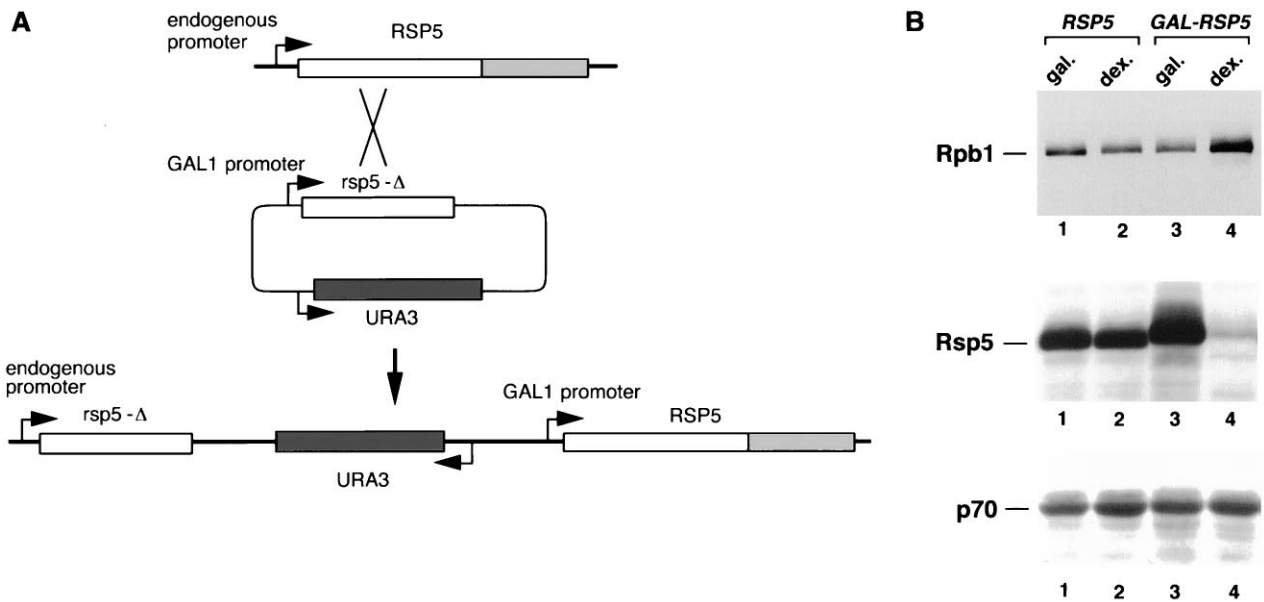 A
endogenous
promoter
RSP5
GAL1 promoter
rsp5 -Δ
URA3
endogenous
promoter
rsp5 -Δ
GAL1 promoter
RSP5
URA3
B
RSP5 GAL-RSP5
gal. dex. gal. dex.
Rpb1
1 2 3 4
Rsp5
1 2 3 4
p70
1 2 3 4